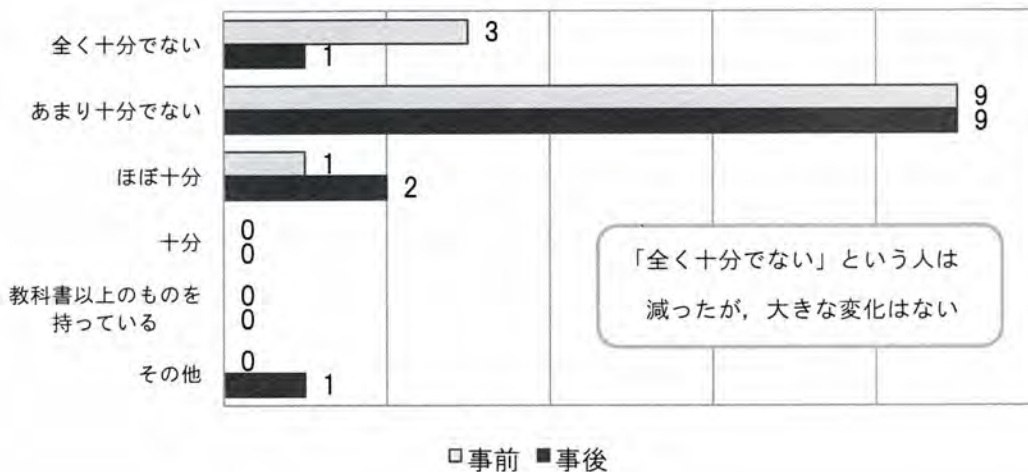 全く十分でない
3
1
あまり十分でない
9
9
ほぼ十分
1
2
十分
0
0
教科書以上のものを
持っている
0
0
その他
0
1
「全く十分でない」という人は
減ったが，大きな変化はない
□事前 ■事後